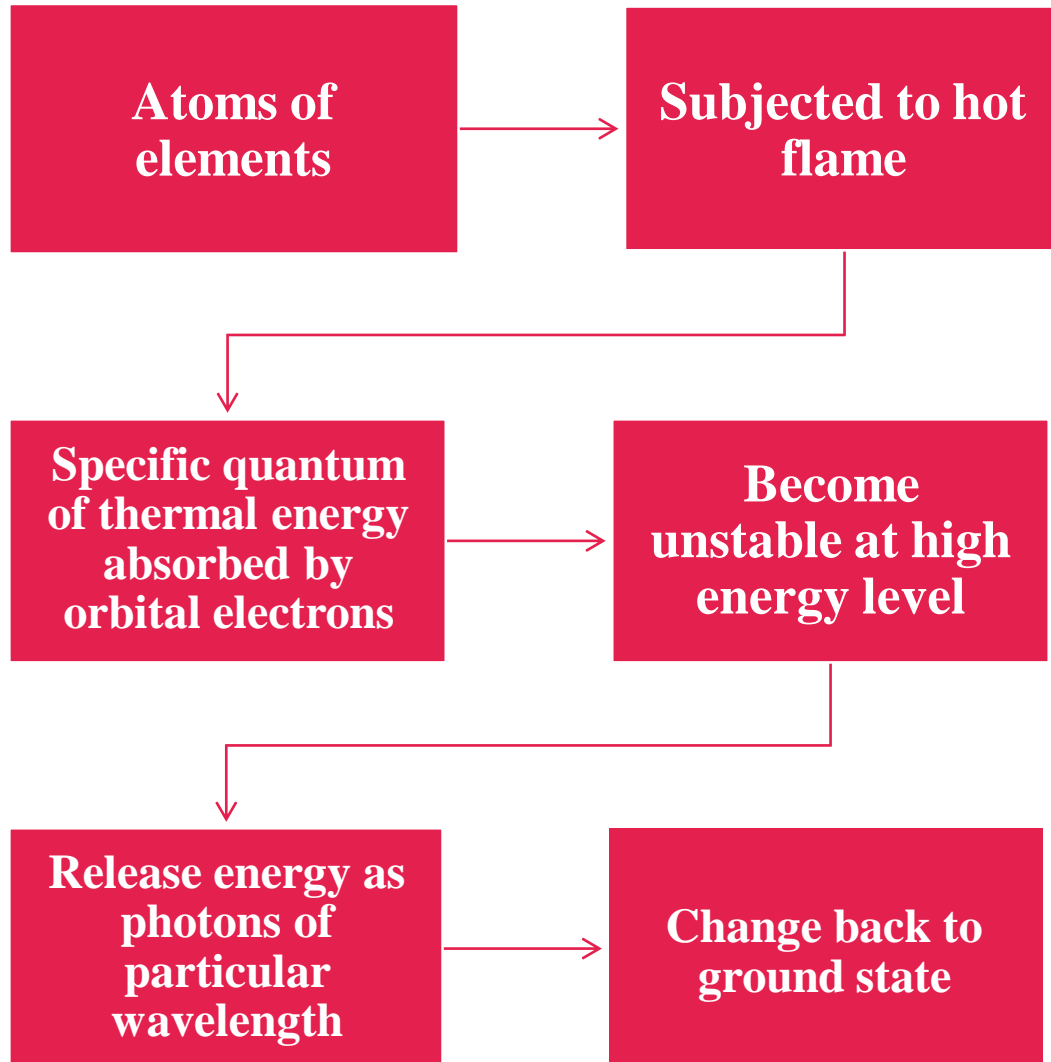 Atoms of
elements
Subjected to hot
flame
Specific quantum
of thermal energy
absorbed by
orbital electrons
Become
unstable at high
energy level
Release energy as
photons of
particular
wavelength
Change back to
ground state